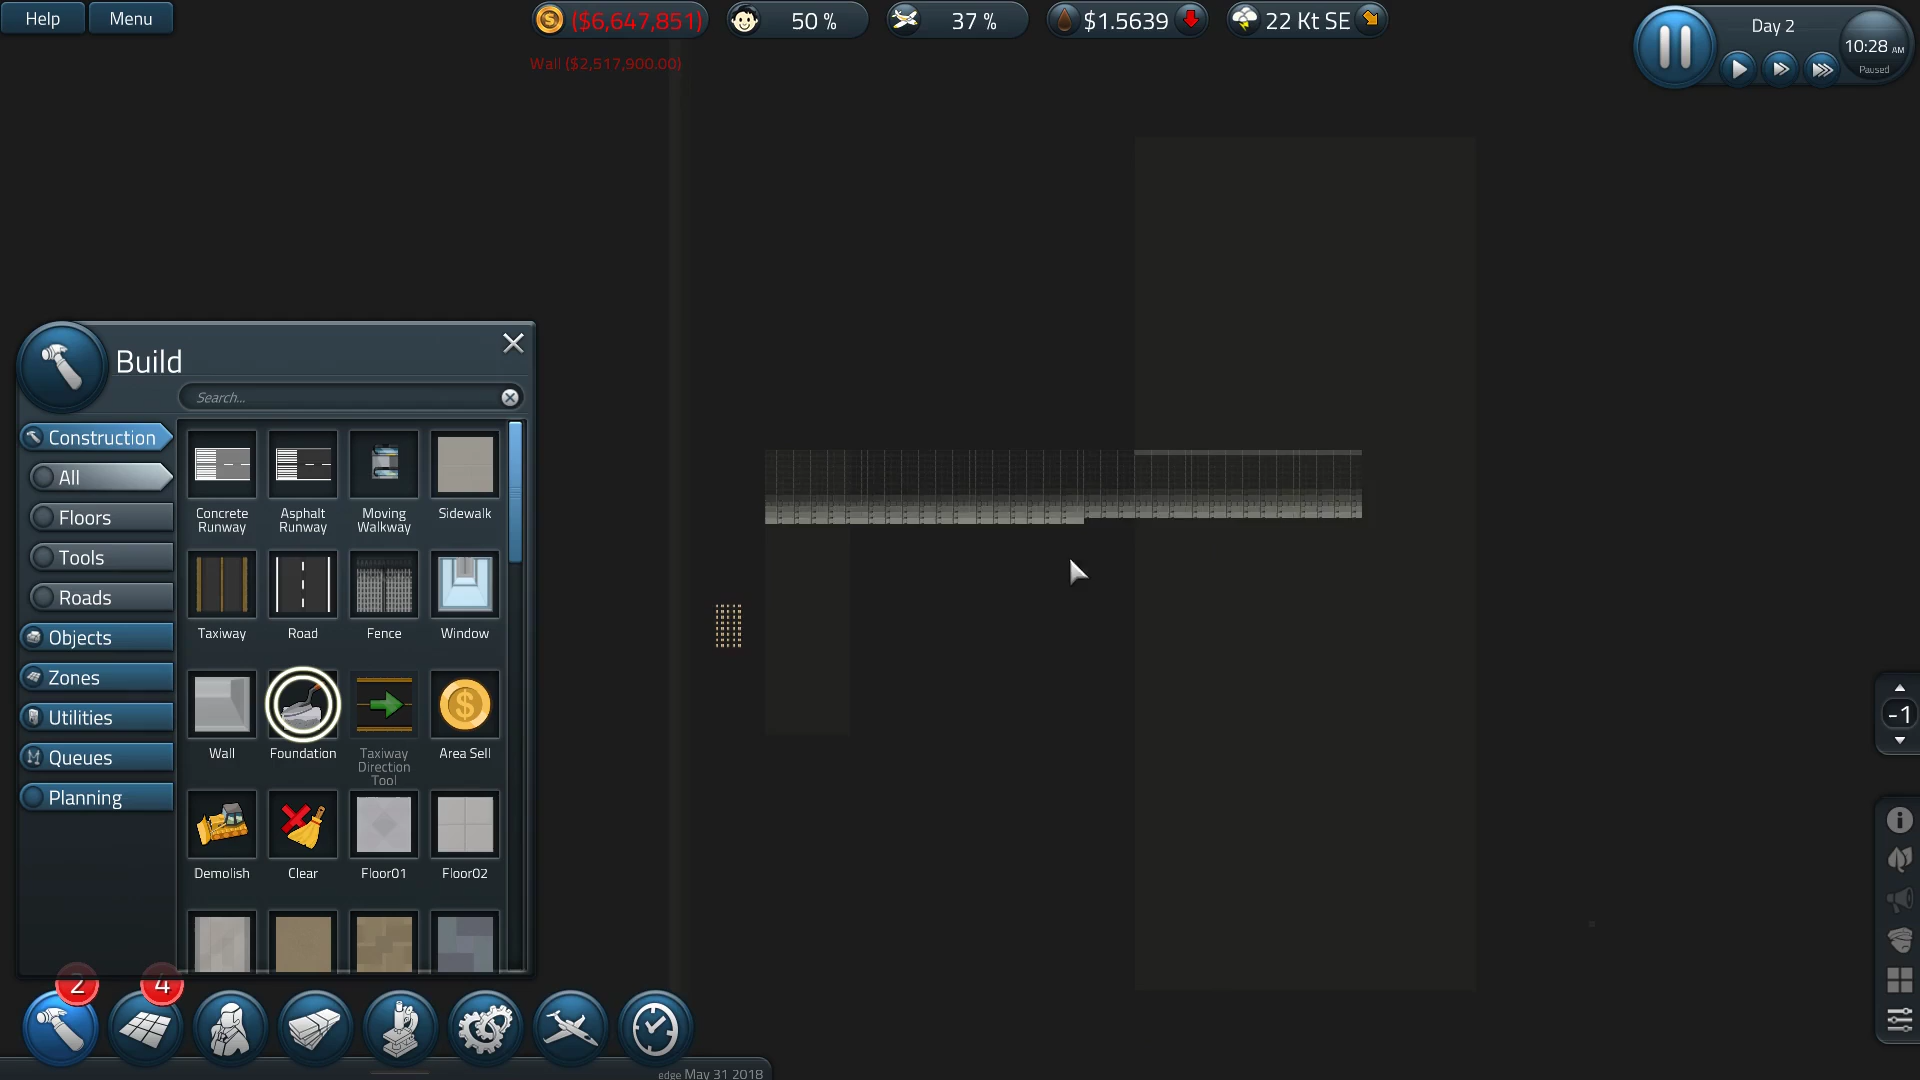 Help
Menu
($6,647,851)
50 %
37 %
$1.5639
22 Kt SE
Day 2
10:28 AM
Paused
Wall ($2,517,900.00)
Build
Search...
Construction
All
Floors
Tools
Roads
Objects
Zones
Utilities
Queues
Planning
Concrete
Runway
Asphalt
Runway
Moving
Walkway
Sidewalk
Taxiway
Road
Fence
Window
Wall
Foundation
Taxiway
Direction
Tool
Area Sell
Demolish
Clear
Floor01
Floor02
-1
2
4
edge May 31 2018